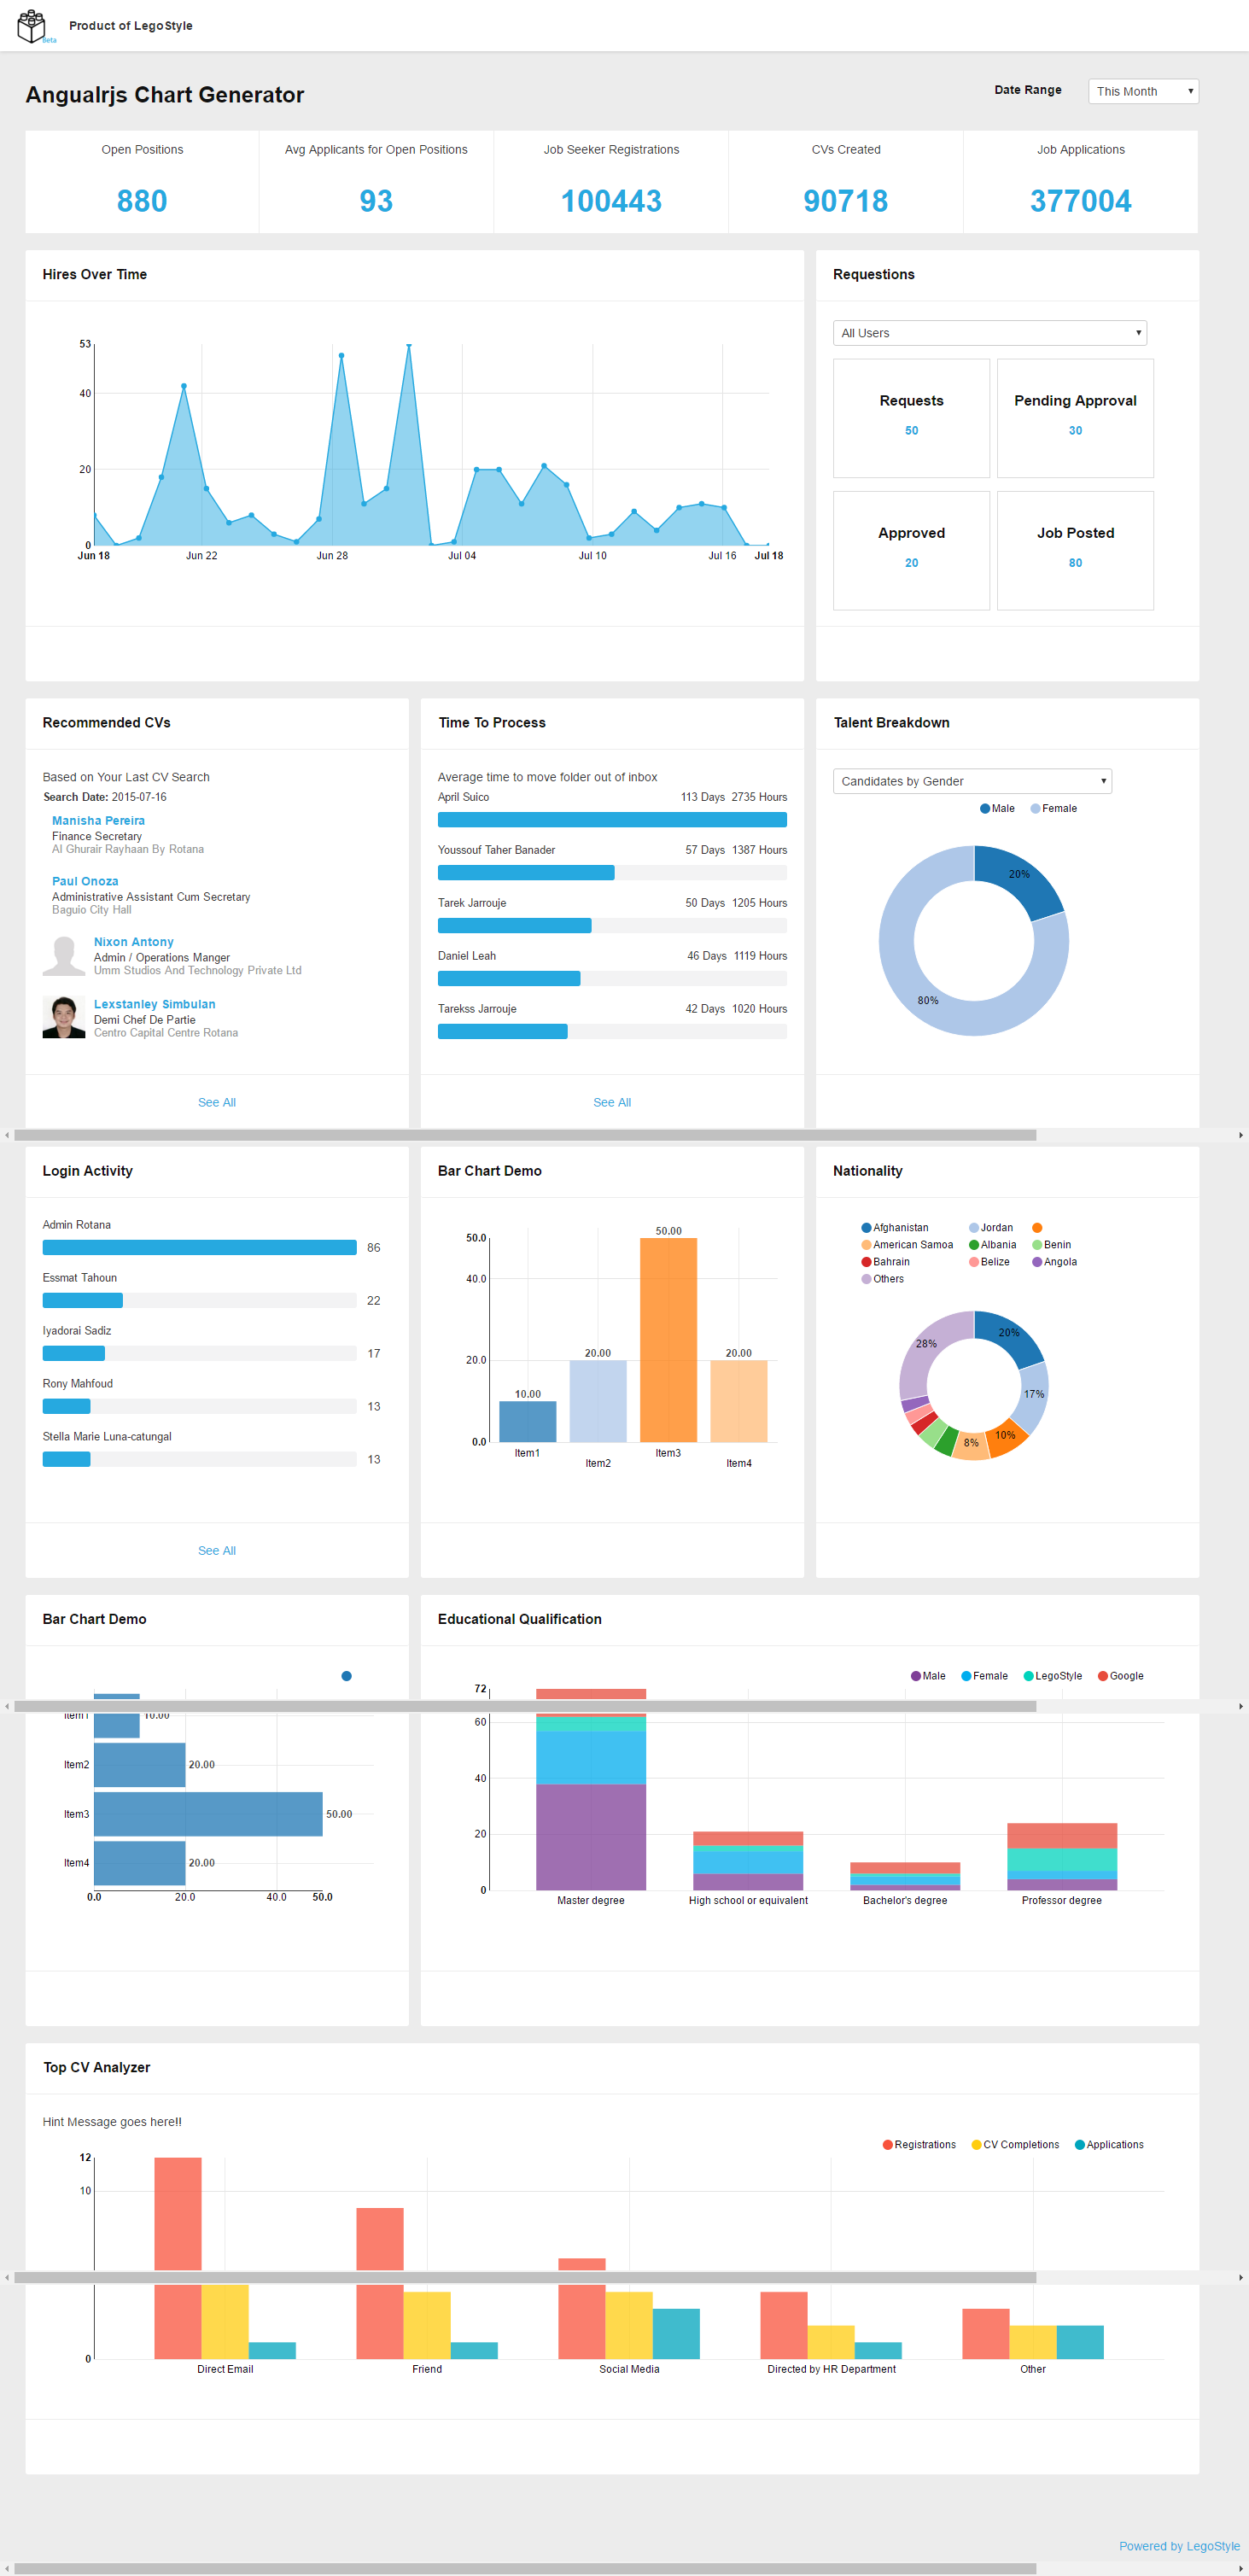 Beta
Product of LegoStyle
Angualrjs Chart Generator
Date Range
This Month
Open Positions
880
Avg Applicants for Open Positions
93
Job Seeker Registrations
100443
CVs Created
90718
Job Applications
377004
Hires Over Time
53
40
20
0
Jun 18
Jun 22
Jun 28
Jul 04
Jul 10
Jul 16
Jul 18
Requestions
All Users
Requests
50
Pending Approval
30
Approved
20
Job Posted
80
Recommended CVs
Based on Your Last CV Search
Search Date: 2015-07-16
Manisha Pereira
Finance Secretary
Al Ghurair Rayhaan By Rotana
Paul Onoza
Administrative Assistant Cum Secretary
Baguio City Hall
Nixon Antony
Admin / Operations Manger
Umm Studios And Technology Private Ltd
Lexstanley Simbulan
Demi Chef De Partie
Centro Capital Centre Rotana
See All
Time To Process
Average time to move folder out of inbox
April Suico 113 Days 2735 Hours
Youssouf Taher Banader 57 Days 1387 Hours
Tarek Jarrouje 50 Days 1205 Hours
Daniel Leah 46 Days 1119 Hours
Tarekss Jarrouje 42 Days 1020 Hours
See All
Talent Breakdown
Candidates by Gender
Male Female
20%
80%
Login Activity
Admin Rotana
86
Essmat Tahoun
22
Iyadorai Sadiz
17
Rony Mahfoud
13
Stella Marie Luna-catungal
13
See All
Bar Chart Demo
50.0
40.0
20.0
0.0
10.00
20.00
50.00
20.00
Item1
Item2
Item3
Item4
Nationality
Afghanistan Jordan
American Samoa Albania Benin
Bahrain Belize Angola
Others
20%
28%
17%
10%
8%
Bar Chart Demo
Item1 10.00
Item2 20.00
Item3 50.00
Item4 20.00
0.0 20.0 40.0 50.0
Educational Qualification
Male Female LegoStyle Google
72
60
40
20
0
Master degree
High school or equivalent
Bachelor's degree
Professor degree
Top CV Analyzer
Hint Message goes here!!
Registrations CV Completions Applications
12
10
0
Direct Email
Friend
Social Media
Directed by HR Department
Other
Powered by LegoStyle